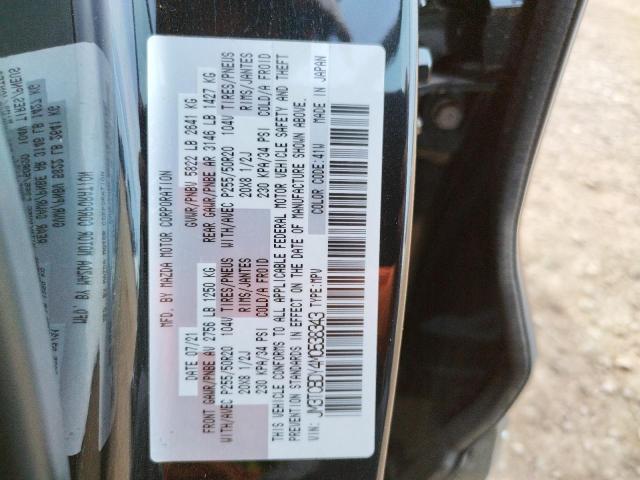 MFD. BY MAZDA MOTOR CORPORATION
DATE 07/21 GVWR/PNBV 5822 LB 2641 KG
FRONT GAWR/PNBE AV 2756 LB 1250 KG REAR GAWR/PNBE AR 3146 LB 1427 KG
WITH/AVEC P255/50R20 104V TIRES/PNEUS WITH/AVEC P255/50R20 104V TIRES/PNEUS
20X8 1/2J RIMS/JANTES 20X8 1/2J RIMS/JANTES
230 KPA/34 PSI COLD/A FROID 230 KPA/34 PSI COLD/A FROID
THIS VEHICLE CONFORMS TO ALL APPLICABLE FEDERAL MOTOR VEHICLE SAFETY AND THEFT
PREVENTION STANDARDS IN EFFECT ON THE DATE OF MANUFACTURE SHOWN ABOVE.
VIN: JM3TCBDY4N0538343 TYPE:MPV COLOR CODE:41W MADE IN JAPAN